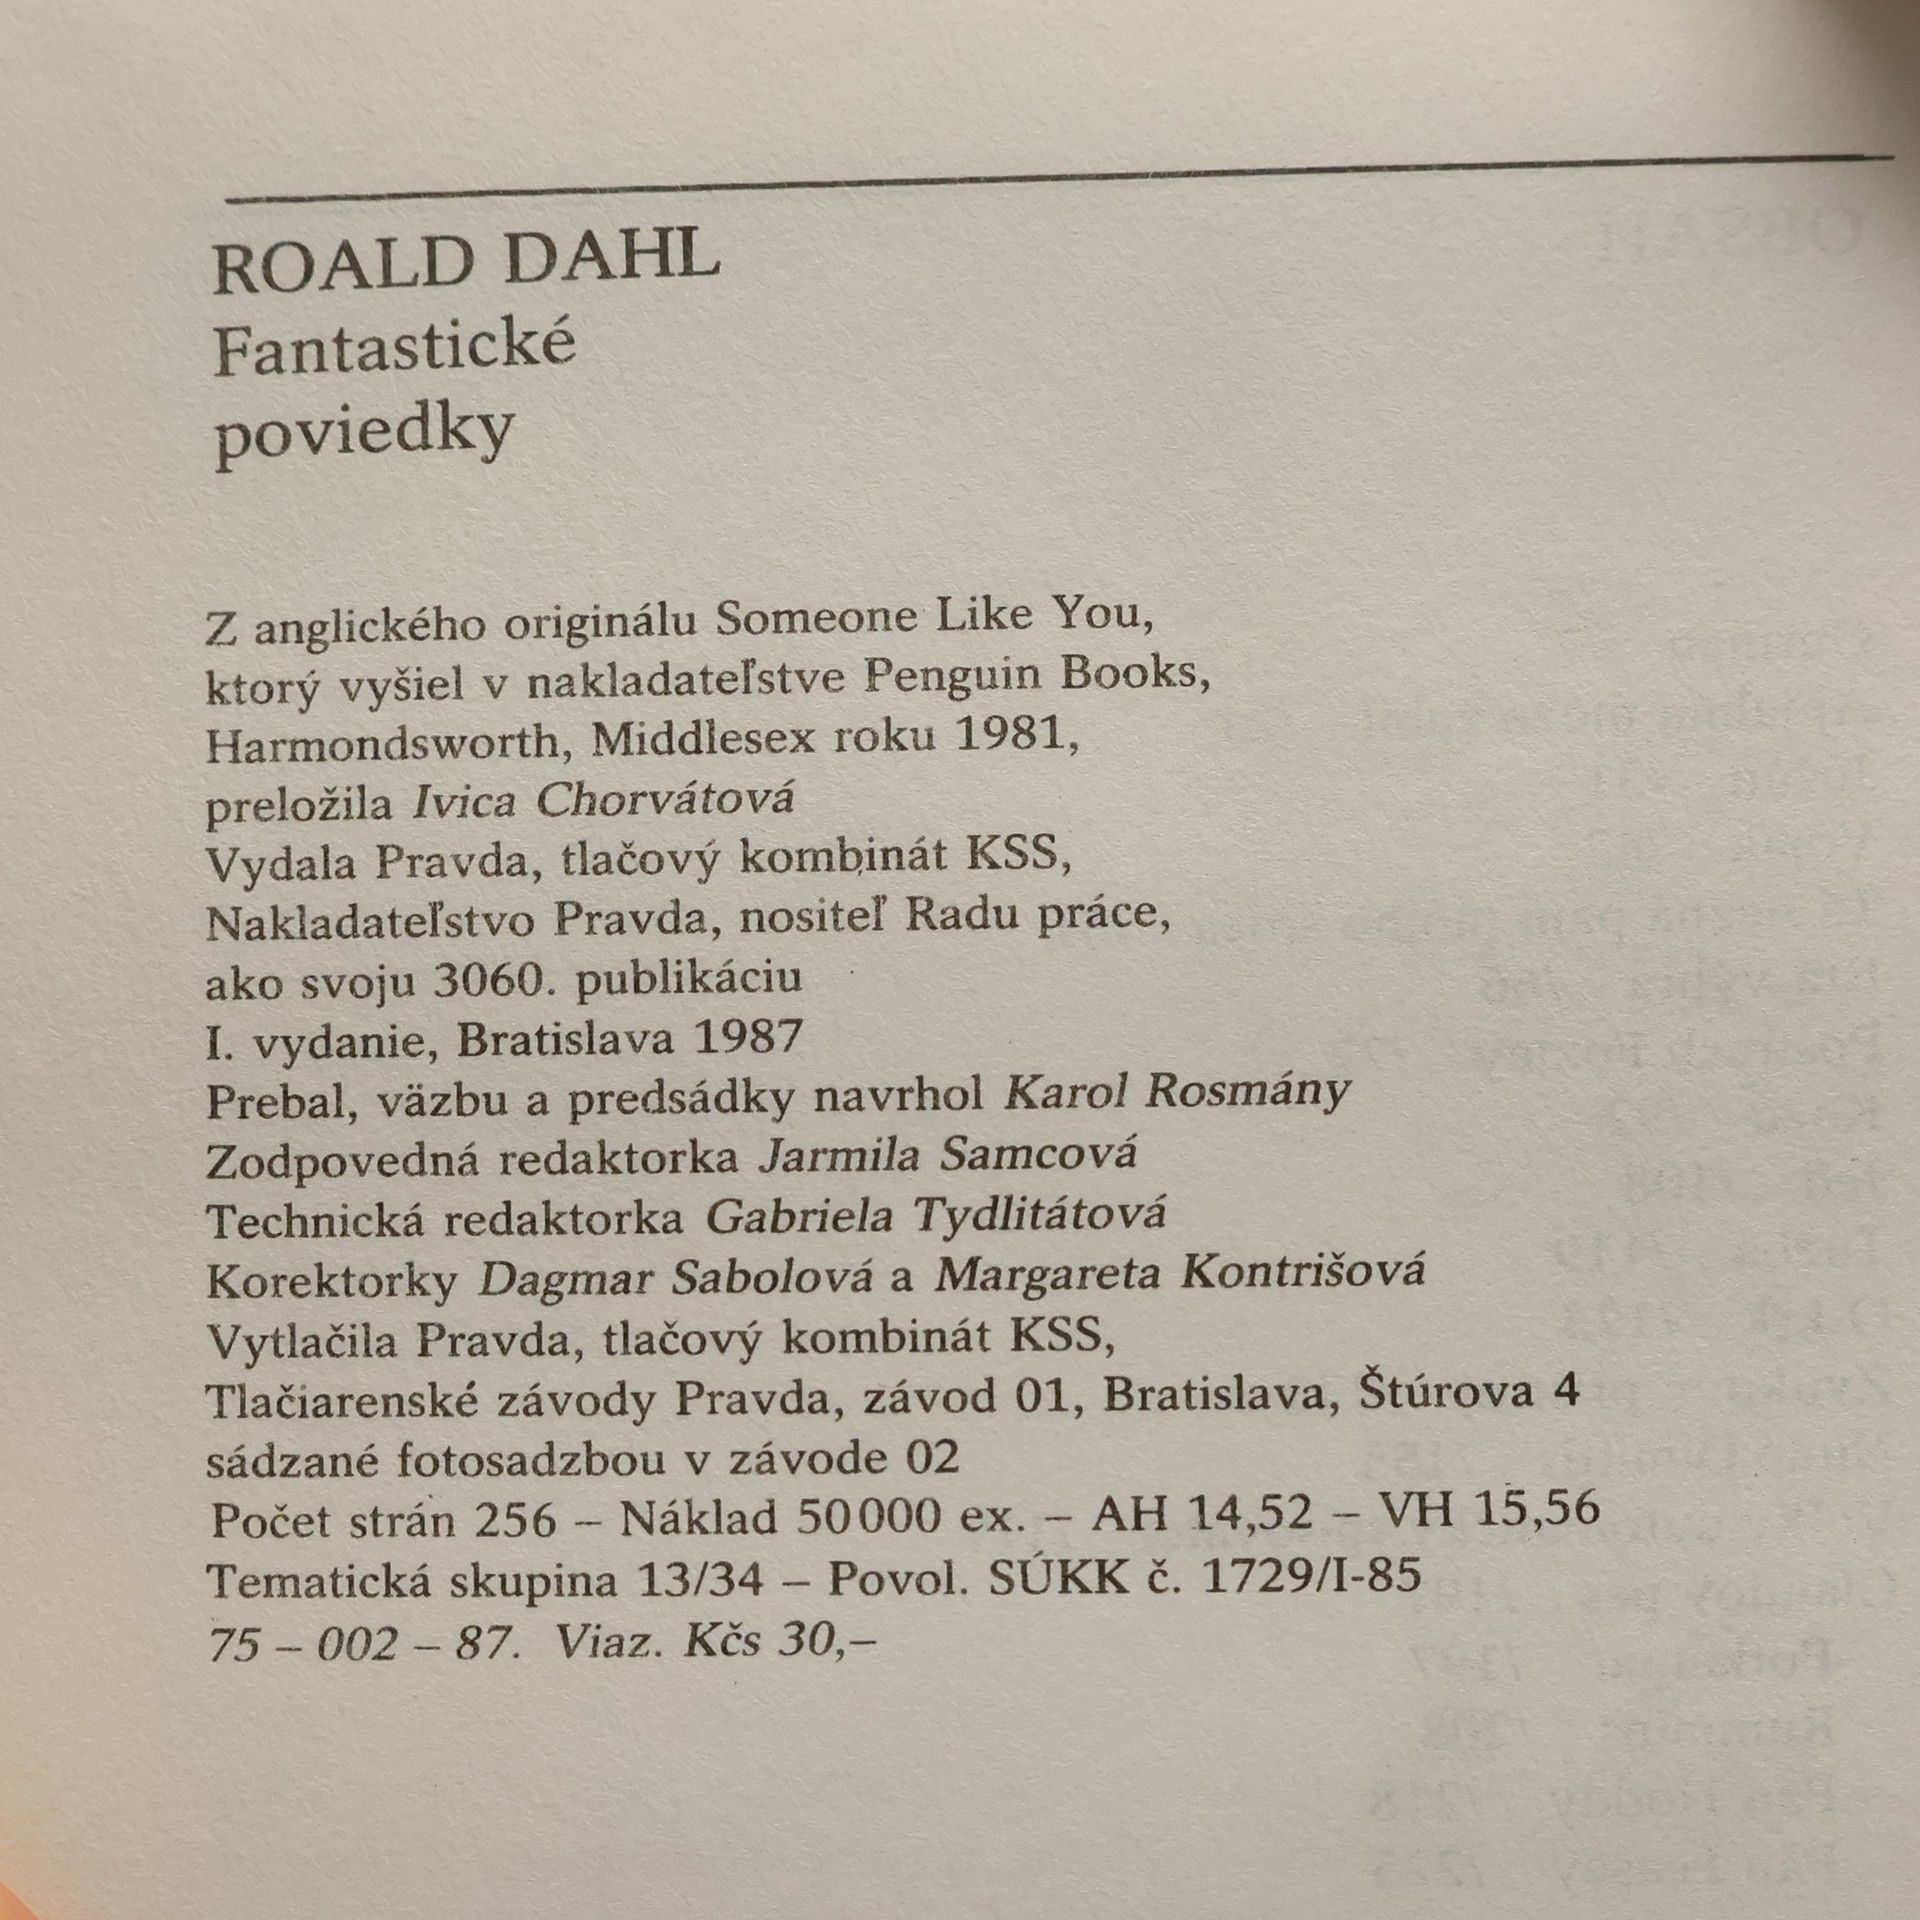 ROALD DAHL
Fantastické
poviedky
Z anglického originálu Someone Like You,
ktorý vyšiel v nakladateľstve Penguin Books,
Harmondsworth, Middlesex roku 1981,
preložila Ivica Chorvátová
Vydala Pravda, tlačový kombinát KSS,
Nakladateľstvo Pravda, nositeľ Radu práce,
ako svoju 3060. publikáciu
I. vydanie, Bratislava 1987
Prebal, väzbu a predsádky navrhol Karol Rosmány
Zodpovedná redaktorka Jarmila Samcová
Technická redaktorka Gabriela Tydlitátová
Korektorky Dagmar Sabolová a Margareta Kontrišová
Vytlačila Pravda, tlačový kombinát KSS,
Tlačiarenské závody Pravda, závod 01, Bratislava, Štúrova 4
sádzané fotosadzbou v závode 02
Počet strán 256 – Náklad 50 000 ex. – AH 14,52 – VH 15,56
Tematická skupina 13/34 – Povol. SÚKK č. 1729/I-85
75 – 002 – 87. Viaz. Kčs 30,–